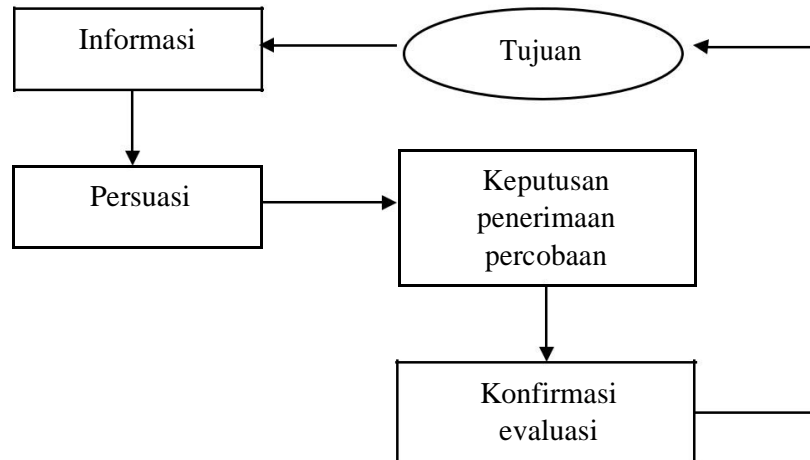 Informasi
Tujuan
Persuasi
Keputusan
penerimaan
percobaan
Konfirmasi
evaluasi